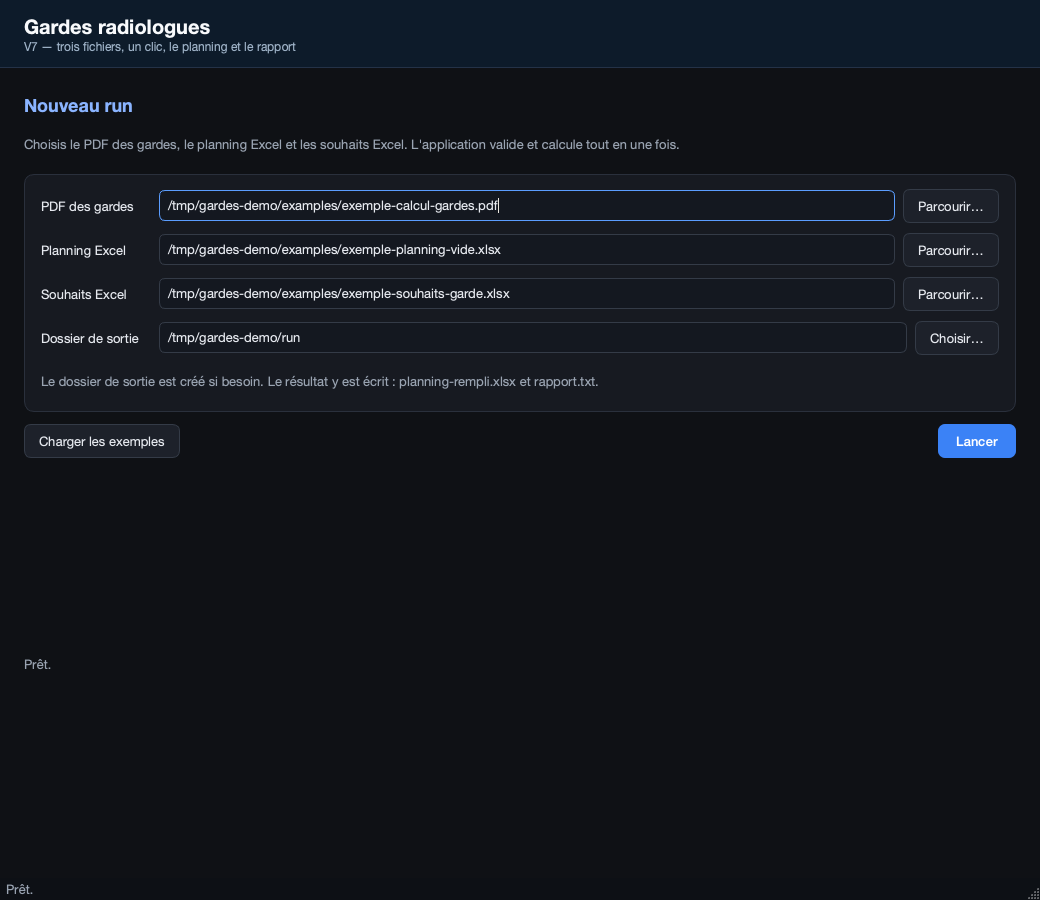 Gardes radiologues
V7 — trois fichiers, un clic, le planning et le rapport
Nouveau run
Choisis le PDF des gardes, le planning Excel et les souhaits Excel. L'application valide et calcule tout en une fois.
PDF des gardes /tmp/gardes-demo/examples/exemple-calcul-gardes.pdf Parcourir…
Planning Excel /tmp/gardes-demo/examples/exemple-planning-vide.xlsx Parcourir…
Souhaits Excel /tmp/gardes-demo/examples/exemple-souhaits-garde.xlsx Parcourir…
Dossier de sortie /tmp/gardes-demo/run Choisir…
Le dossier de sortie est créé si besoin. Le résultat y est écrit : planning-rempli.xlsx et rapport.txt.
Charger les exemples Lancer
Prêt.
Prêt.